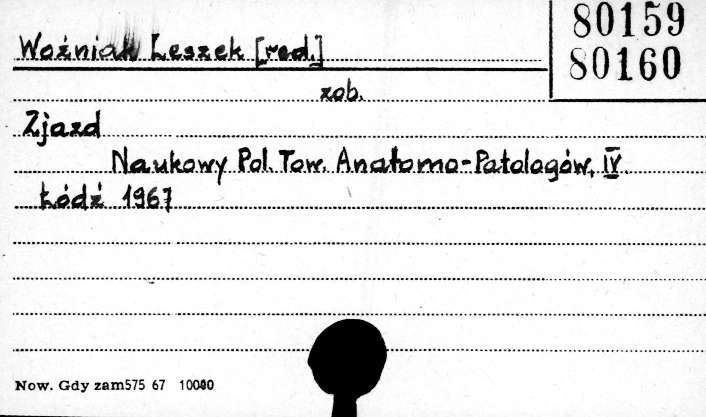 80159
80160
Woźniak Leszek [red.]
zob.
Zjazd
Naukowy Pol. Tow. Anatomo-Patologów, IV.
Łódź 1967
Now. Gdy zam575 67 10000